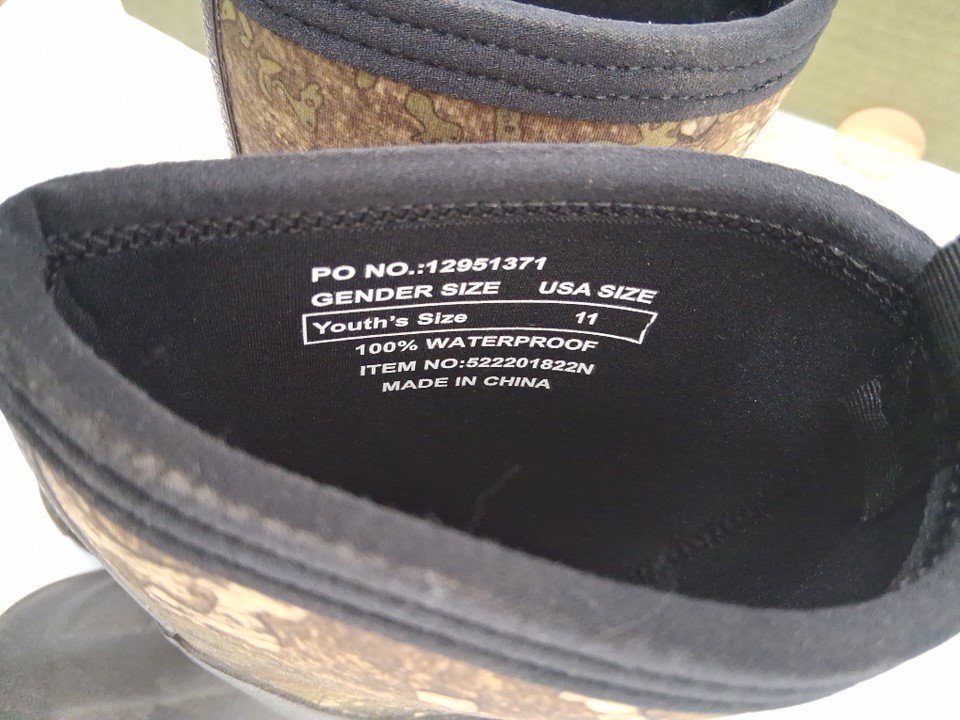 PO NO.:12951371
GENDER SIZE USA SIZE
Youth's Size 11
100% WATERPROOF
ITEM NO:522201822N
MADE IN CHINA